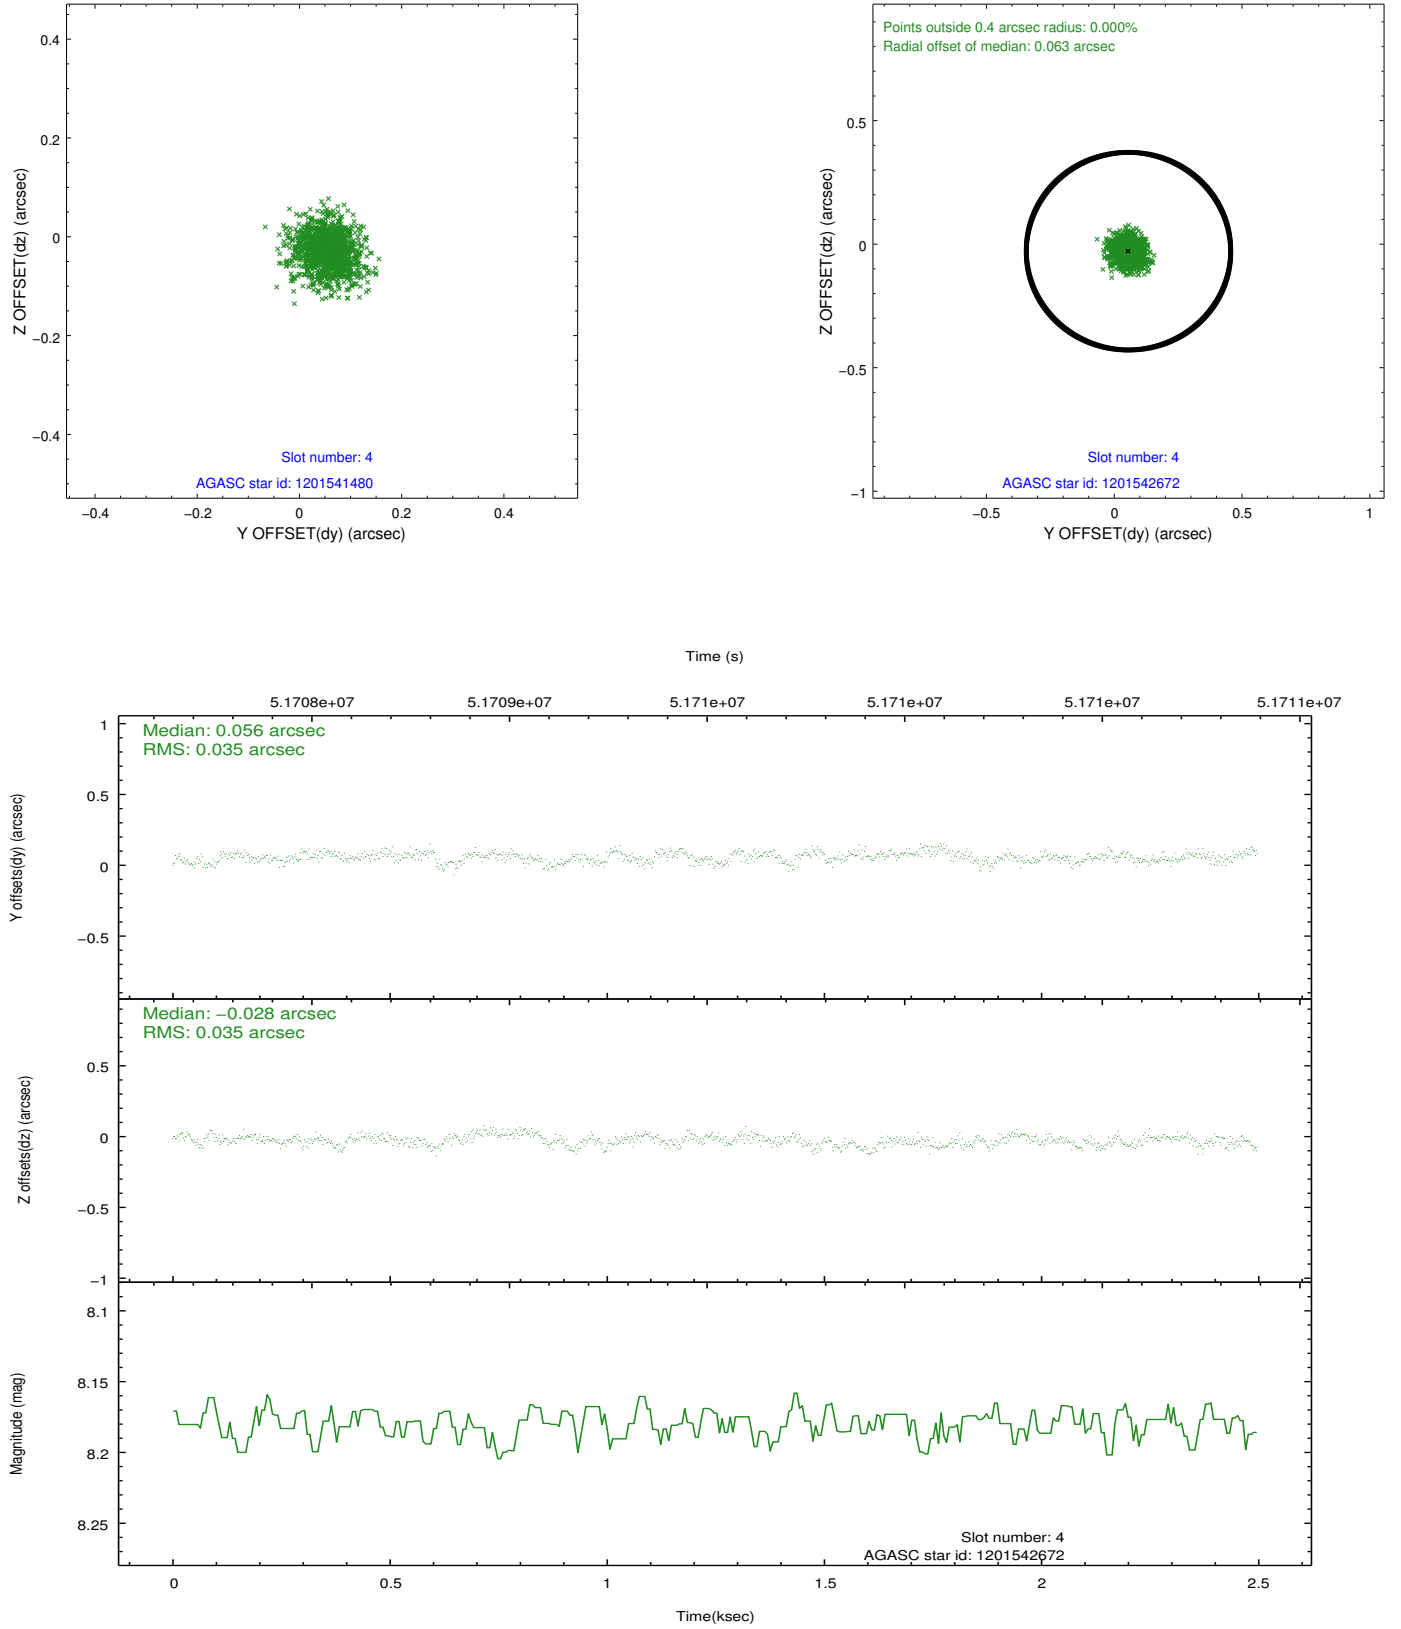 0.4
0.2
0
−0.2
−0.4
Z OFFSET(dz) (arcsec)
Slot number: 4
AGASC star id: 1201541480
−0.4 −0.2 0 0.2 0.4
Y OFFSET(dy) (arcsec)
Points outside 0.4 arcsec radius: 0.000%
Radial offset of median: 0.063 arcsec
0.5
0
−0.5
−1
Z OFFSET(dz) (arcsec)
Slot number: 4
AGASC star id: 1201542672
−0.5 0 0.5 1
Y OFFSET(dy) (arcsec)
Time (s)
5.1708e+07 5.1709e+07 5.171e+07 5.171e+07 5.171e+07 5.1711e+07
Median: 0.056 arcsec
RMS: 0.035 arcsec
1
0.5
0
−0.5
Y offsets(dy) (arcsec)
Median: −0.028 arcsec
RMS: 0.035 arcsec
0.5
0
−0.5
−1
Z offsets(dz) (arcsec)
8.1
8.15
8.2
8.25
Magnitude (mag)
Slot number: 4
AGASC star id: 1201542672
0 0.5 1 1.5 2 2.5
Time(ksec)